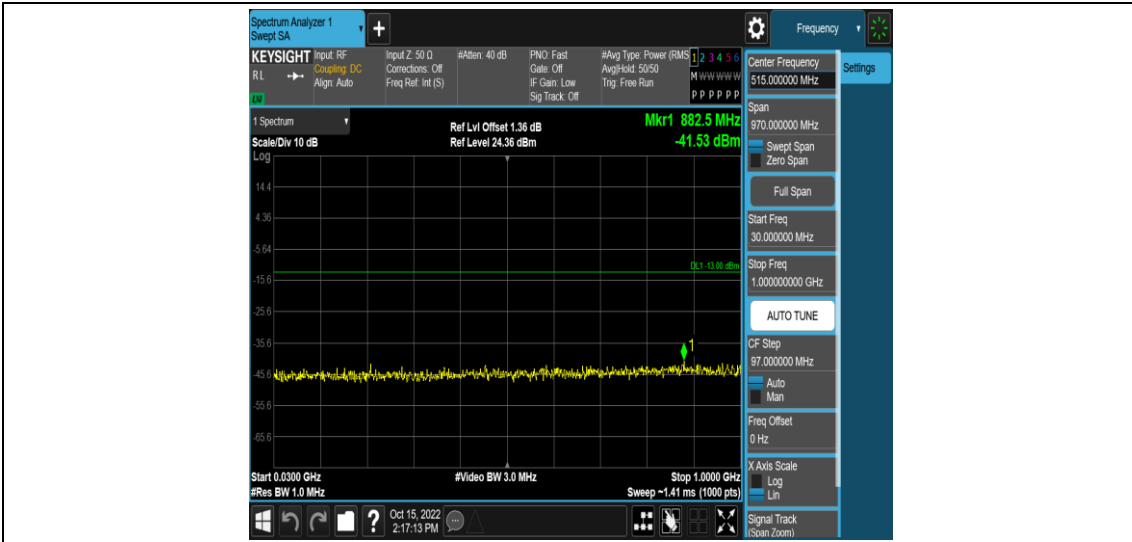 Spectrum Analyzer 1
Swept SA
+
Frequency
KEYSIGHT
Input: RF
Input Z: 50 Ω
#Atten: 40 dB
PNO: Fast
#Avg Type: Power (RMS
1 2 3 4 5 6
R L
Coupling: DC
Corrections: Off
Gate: Off
Avg|Hold: 50/50
M W W W W W
Align: Auto
Freq Ref: Int (S)
IF Gain: Low
Trig: Free Run
Sig Track: Off
P P P P P P
1 Spectrum
Ref Lvl Offset 1.36 dB
Mkr1 882.5 MHz
Scale/Div 10 dB
Ref Level 24.36 dBm
-41.53 dBm
Log
14.4
4.36
-5.64
DL1 -13.00 dBm
-15.6
-25.6
-35.6
1
-45.6
-55.6
-65.6
Start 0.0300 GHz
#Video BW 3.0 MHz
Stop 1.0000 GHz
#Res BW 1.0 MHz
Sweep ~1.41 ms (1000 pts)
Center Frequency
515.000000 MHz
Settings
Span
970.000000 MHz
Swept Span
Zero Span
Full Span
Start Freq
30.000000 MHz
Stop Freq
1.000000000 GHz
AUTO TUNE
CF Step
97.000000 MHz
Auto
Man
Freq Offset
0 Hz
X Axis Scale
Log
Lin
Signal Track
(Span Zoom)
?
Oct 15, 2022
2:17:13 PM